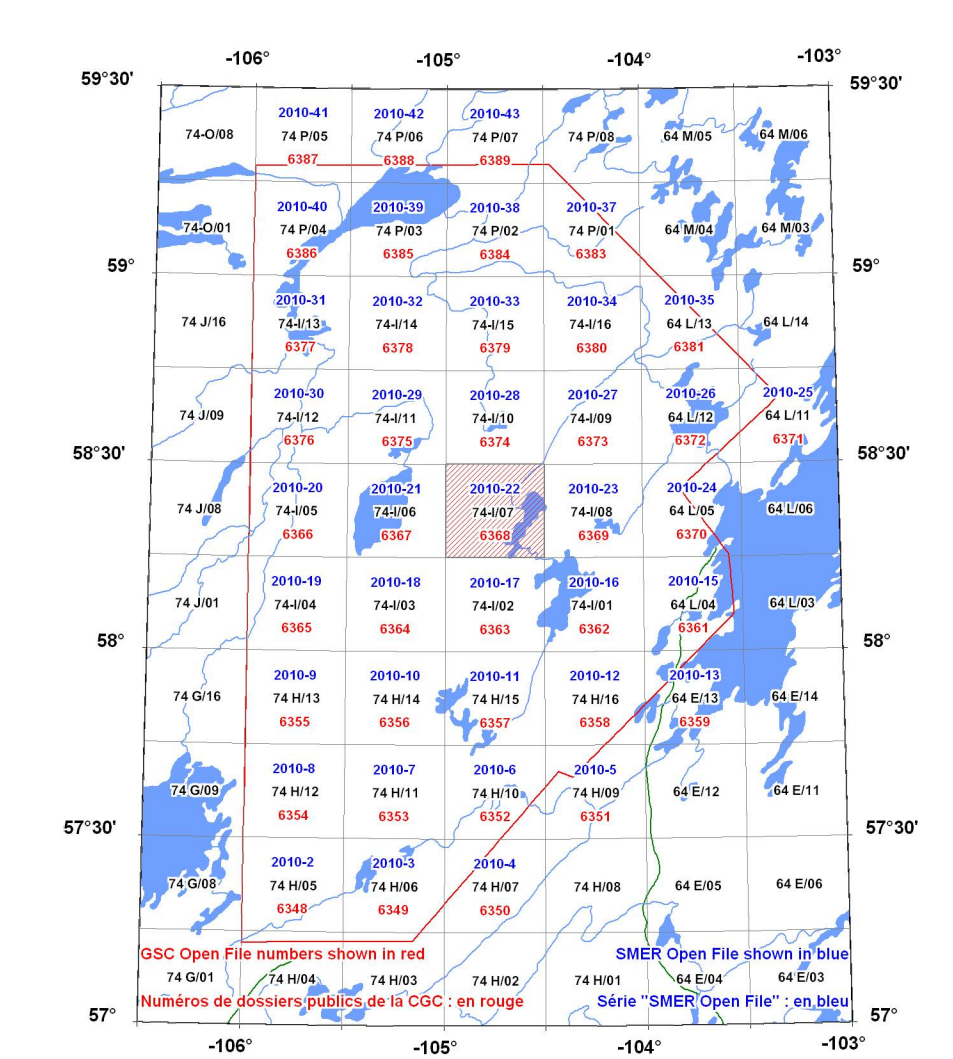 -106° -105° -104° -103°
59°30' 59°30'
2010-41 2010-42 2010-43
74-O/08 74 P/05 74 P/06 74 P/07 74 P/08 64 M/05 64 M/06
6387 6388 6389
2010-40 2010-39 2010-38 2010-37
74-O/01 74 P/04 74 P/03 74 P/02 74 P/01 64 M/04 64 M/03
6386 6385 6384 6383
59° 59°
2010-31 2010-32 2010-33 2010-34 2010-35
74 J/16 74-I/13 74-I/14 74-I/15 74-I/16 64 L/13 64 L/14
6377 6378 6379 6380 6381
2010-30 2010-29 2010-28 2010-27 2010-26 2010-25
74 J/09 74-I/12 74-I/11 74-I/10 74-I/09 64 L/12 64 L/11
6376 6375 6374 6373 6372 6371
58°30' 58°30'
2010-20 2010-21 2010-22 2010-23 2010-24
74 J/08 74-I/05 74-I/06 74-I/07 74-I/08 64 L/05 64 L/06
6366 6367 6368 6369 6370
2010-19 2010-18 2010-17 2010-16 2010-15
74 J/01 74-I/04 74-I/03 74-I/02 74-I/01 64 L/04 64 L/03
6365 6364 6363 6362 6361
58° 58°
2010-9 2010-10 2010-11 2010-12 2010-13
74 G/16 74 H/13 74 H/14 74 H/15 74 H/16 64 E/13 64 E/14
6355 6356 6357 6358 6359
2010-8 2010-7 2010-6 2010-5
74 G/09 74 H/12 74 H/11 74 H/10 74 H/09 64 E/12 64 E/11
6354 6353 6352 6351
57°30' 57°30'
2010-2 2010-3 2010-4
74 G/08 74 H/05 74 H/06 74 H/07 74 H/08 64 E/05 64 E/06
6348 6349 6350
GSC Open File numbers shown in red SMER Open File shown in blue
74 G/01 74 H/04 74 H/03 74 H/02 74 H/01 64 E/04 64 E/03
Numéros de dossiers publics de la CGC : en rouge Série "SMER Open File" : en bleu
57° 57°
-106° -105° -104° -103°